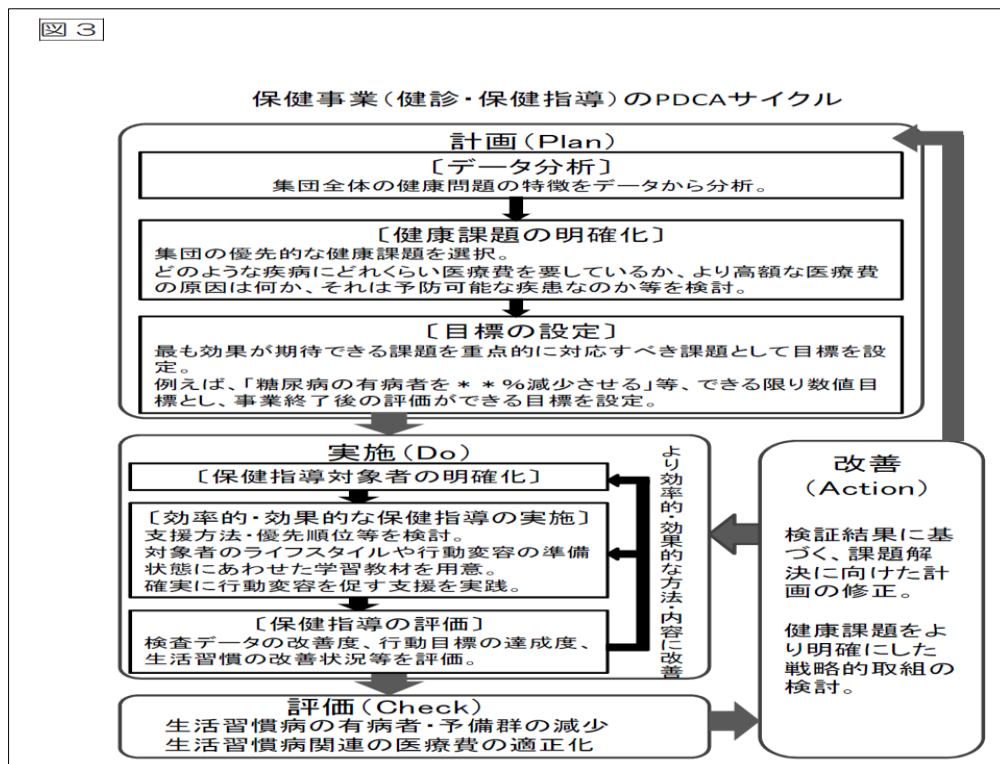 図３
保健事業（健診・保健指導）のPDCAサイクル
計画（Plan）
〔データ分析〕
集団全体の健康問題の特徴をデータから分析。
〔健康課題の明確化〕
集団の優先的な健康課題を選択。
どのような疾病にどれくらい医療費を要しているか、より高額な医療費
の原因は何か、それは予防可能な疾患なのか等を検討。
〔目標の設定〕
最も効果が期待できる課題を重点的に対応すべき課題として目標を設
定。
例えば、「糖尿病の有病者を＊＊％減少させる」等、できる限り数値目
標とし、事業終了後の評価ができる目標を設定。
実施（Do）
〔保健指導対象者の明確化〕
〔効率的・効果的な保健指導の実施〕
支援方法・優先順位等を検討。
対象者のライフスタイルや行動変容の準備
状態にあわせた学習教材を用意。
確実に行動変容を促す支援を実践。
〔保健指導の評価〕
検査データの改善度、行動目標の達成度、
生活習慣の改善状況等を評価。
より効率的・効果的な方法・内容に改善
評価（Check）
生活習慣病の有病者・予備群の減少
生活習慣病関連の医療費の適正化
改善
（Action）
検証結果に基
づく、課題解
決に向けた計
画の修正。
健康課題をよ
り明確にした
戦略的取組の
検討。